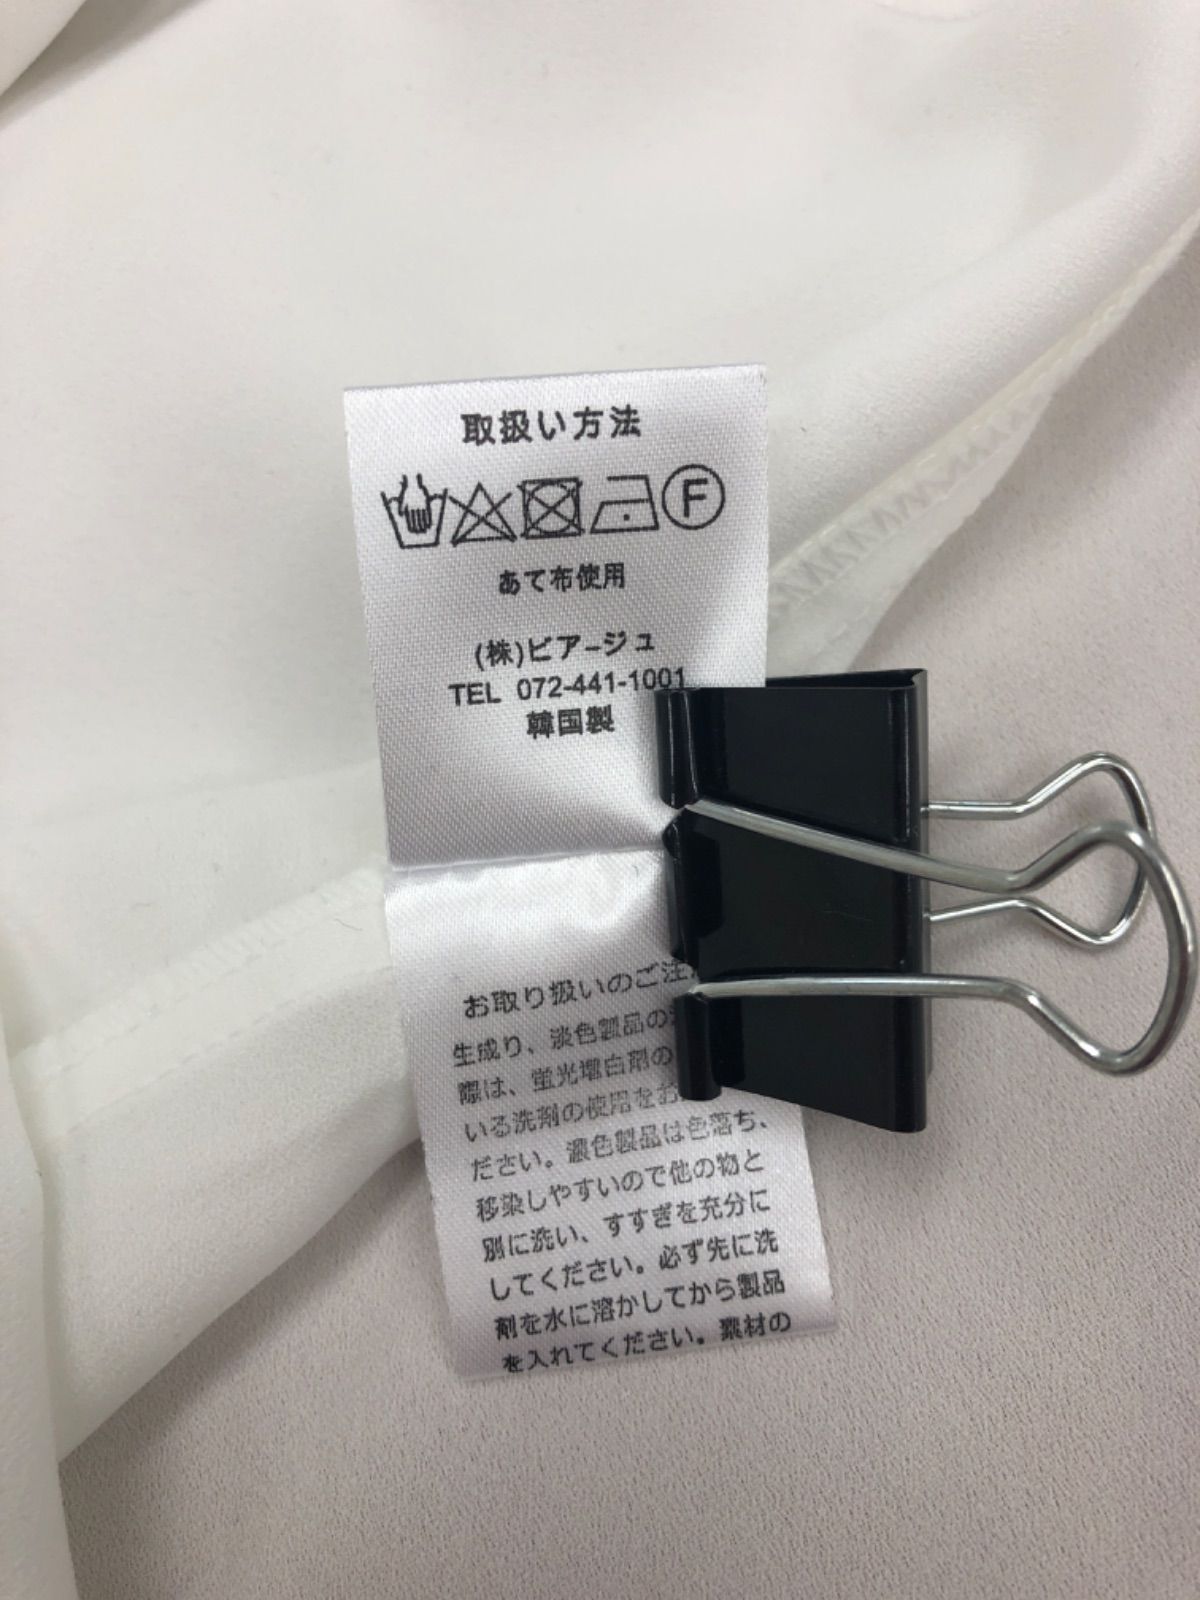 取扱い方法
F
あて布使用
(株)ビアージュ
TEL 072-441-1001
韓国製
お取り扱いのご注
生成り、淡色製品の
際は、蛍光増白剤の
いる洗剤の使用をお
ださい。濃色製品は色落ち、
移染しやすいので他の物と
別に洗い、すすぎを充分に
してください。必ず先に洗
剤を水に溶かしてから製品
を入れてください。素材の